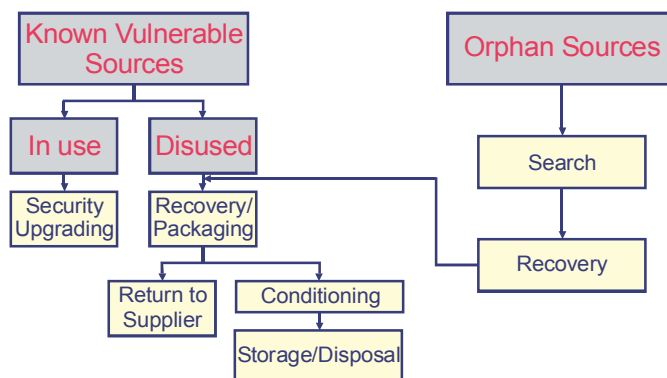 Known Vulnerable
Sources
Orphan Sources
In use
Disused
Search
Security
Upgrading
Recovery/
Packaging
Recovery
Return to
Supplier
Conditioning
Storage/Disposal